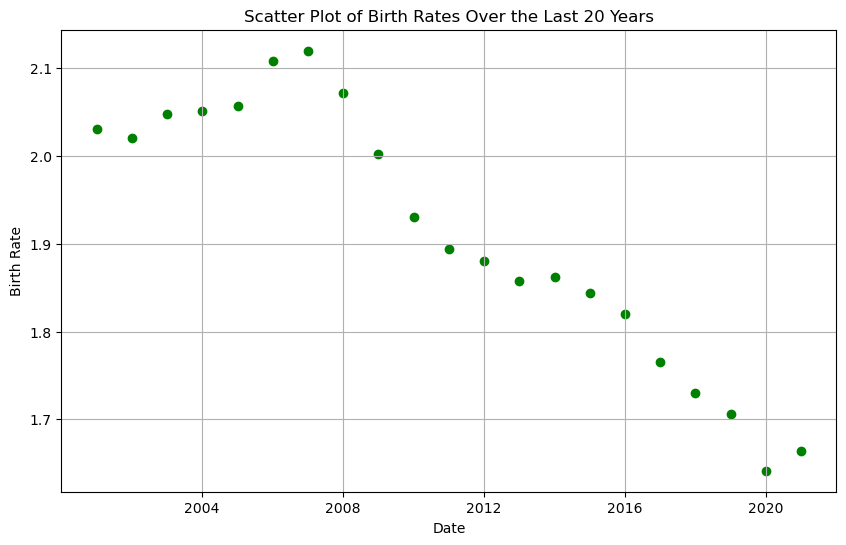 Scatter Plot of Birth Rates Over the Last 20 Years
2.1
2.0
1.9
1.8
1.7
Birth Rate
2004 2008 2012 2016 2020
Date